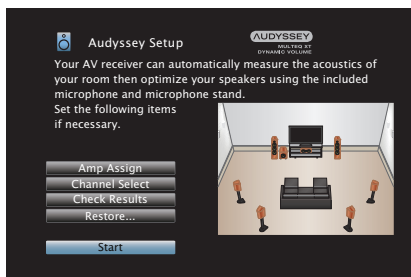 Audyssey Setup
AUDYSSEY
MULTEQ XT
DYNAMIC VOLUME
Your AV receiver can automatically measure the acoustics of
your room then optimize your speakers using the included
microphone and microphone stand.
Set the following items
if necessary.
Amp Assign
Channel Select
Check Results
Restore...
Start